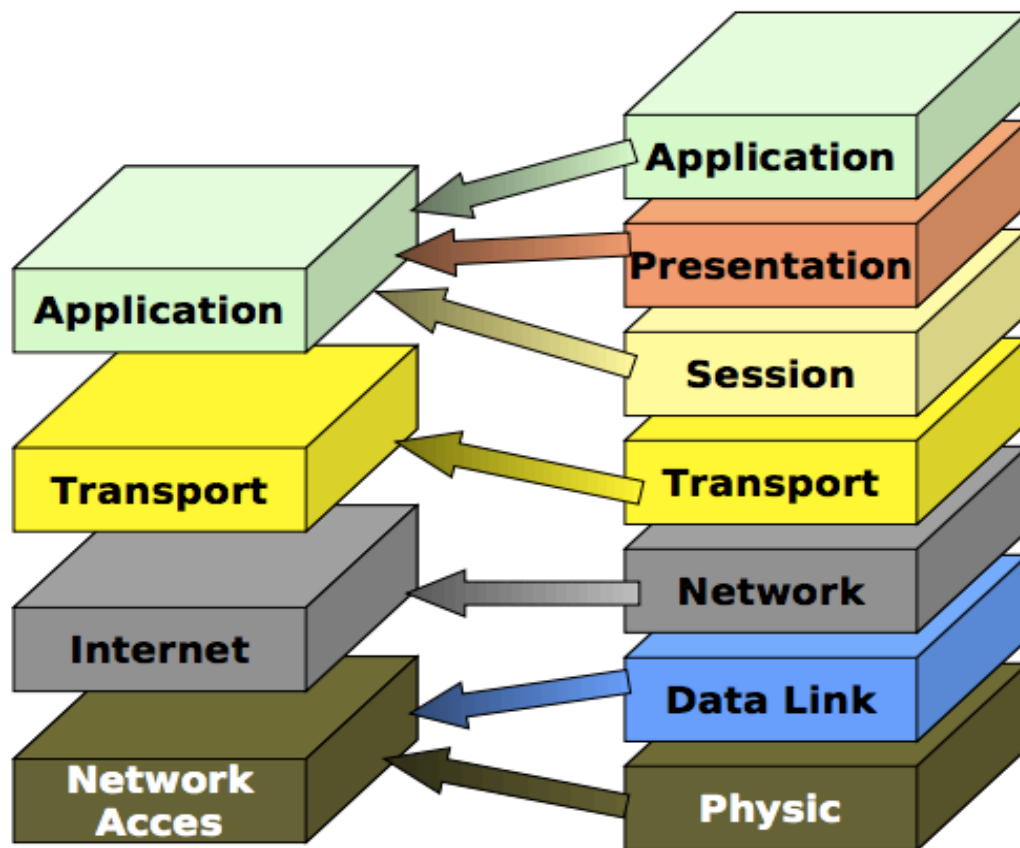 Application
Transport
Internet
Network
Acces
Application
Presentation
Session
Transport
Network
Data Link
Physic